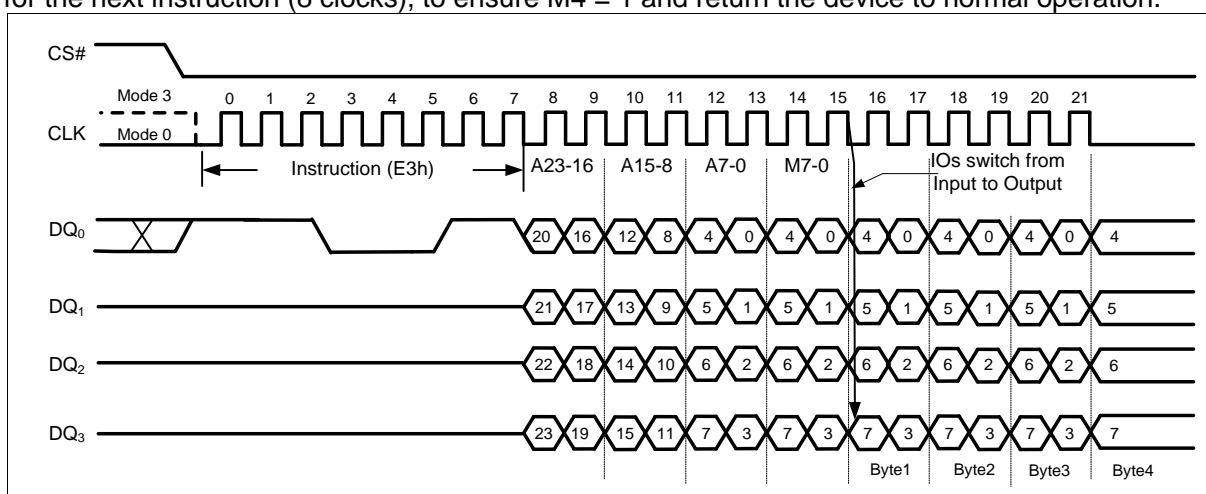 for the next instruction (8 clocks), to ensure M4 = 1 and return the device to normal operation.
CS#
Mode 3
0 1 2 3 4 5 6 7 8 9 10 11 12 13 14 15 16 17 18 19 20 21
CLK
Mode 0
Instruction (E3h)
A23-16 A15-8 A7-0 M7-0
IOs switch from
Input to Output
DQ0
20 16 12 8 4 0 4 0 4 0 4 0 4 0 4
DQ1
21 17 13 9 5 1 5 1 5 1 5 1 5 1 5
DQ2
22 18 14 10 6 2 6 2 6 2 6 2 6 2 6
DQ3
23 19 15 11 7 3 7 3 7 3 7 3 7 3 7
Byte1 Byte2 Byte3 Byte4